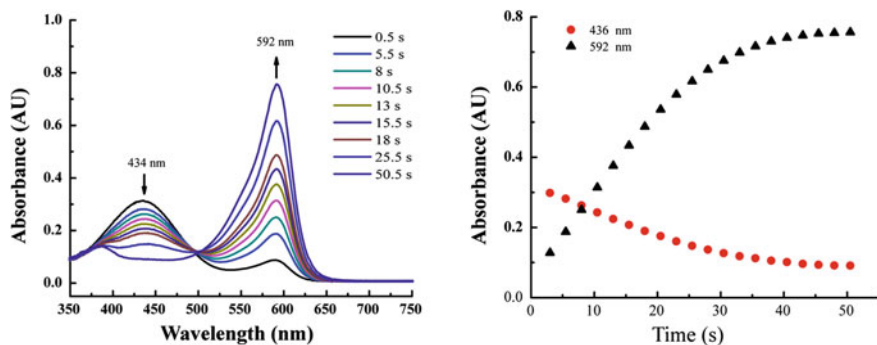 1.0
0.8
0.6
0.4
0.2
0.0
Absorbance (AU)
350 400 450 500 550 600 650 700 750
Wavelength (nm)
434 nm
592 nm
0.5 s
5.5 s
8 s
10.5 s
13 s
15.5 s
18 s
25.5 s
50.5 s
0.8
0.6
0.4
0.2
0.0
Absorbance (AU)
0 10 20 30 40 50
Time (s)
436 nm
592 nm